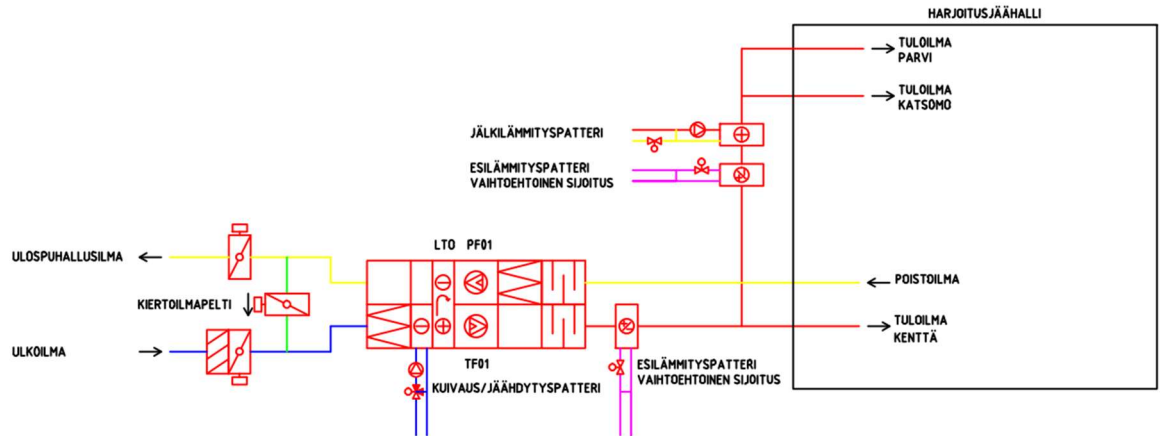 HARJOITUSJÄÄHALLI
TULOILMA
PARVI
TULOILMA
KATSOMO
JÄLKILÄMMITYSPATTERI
ESILÄMMITYSPATTERI
VAIHTOEHTOINEN SIJOITUS
LTO PF01
ULOSPUHALLUSILMA
POISTOILMA
KIERTOILMAPELTI
TULOILMA
KENTTÄ
ULKOILMA
TF01
ESILÄMMITYSPATTERI
VAIHTOEHTOINEN SIJOITUS
KUIVAUS/JÄÄHDYTYSPATTERI